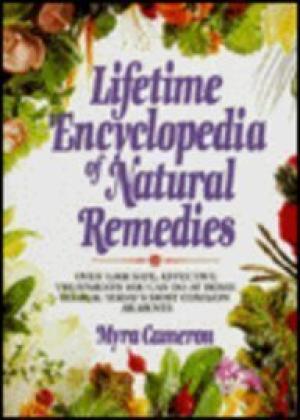 Lifetime
Encyclopedia
of Natural
Remedies
OVER 1,000 SAFE, EFFECTIVE
TREATMENTS YOU CAN DO AT HOME
TODAY'S MOST COMMON
AILMENTS
Myra Cameron